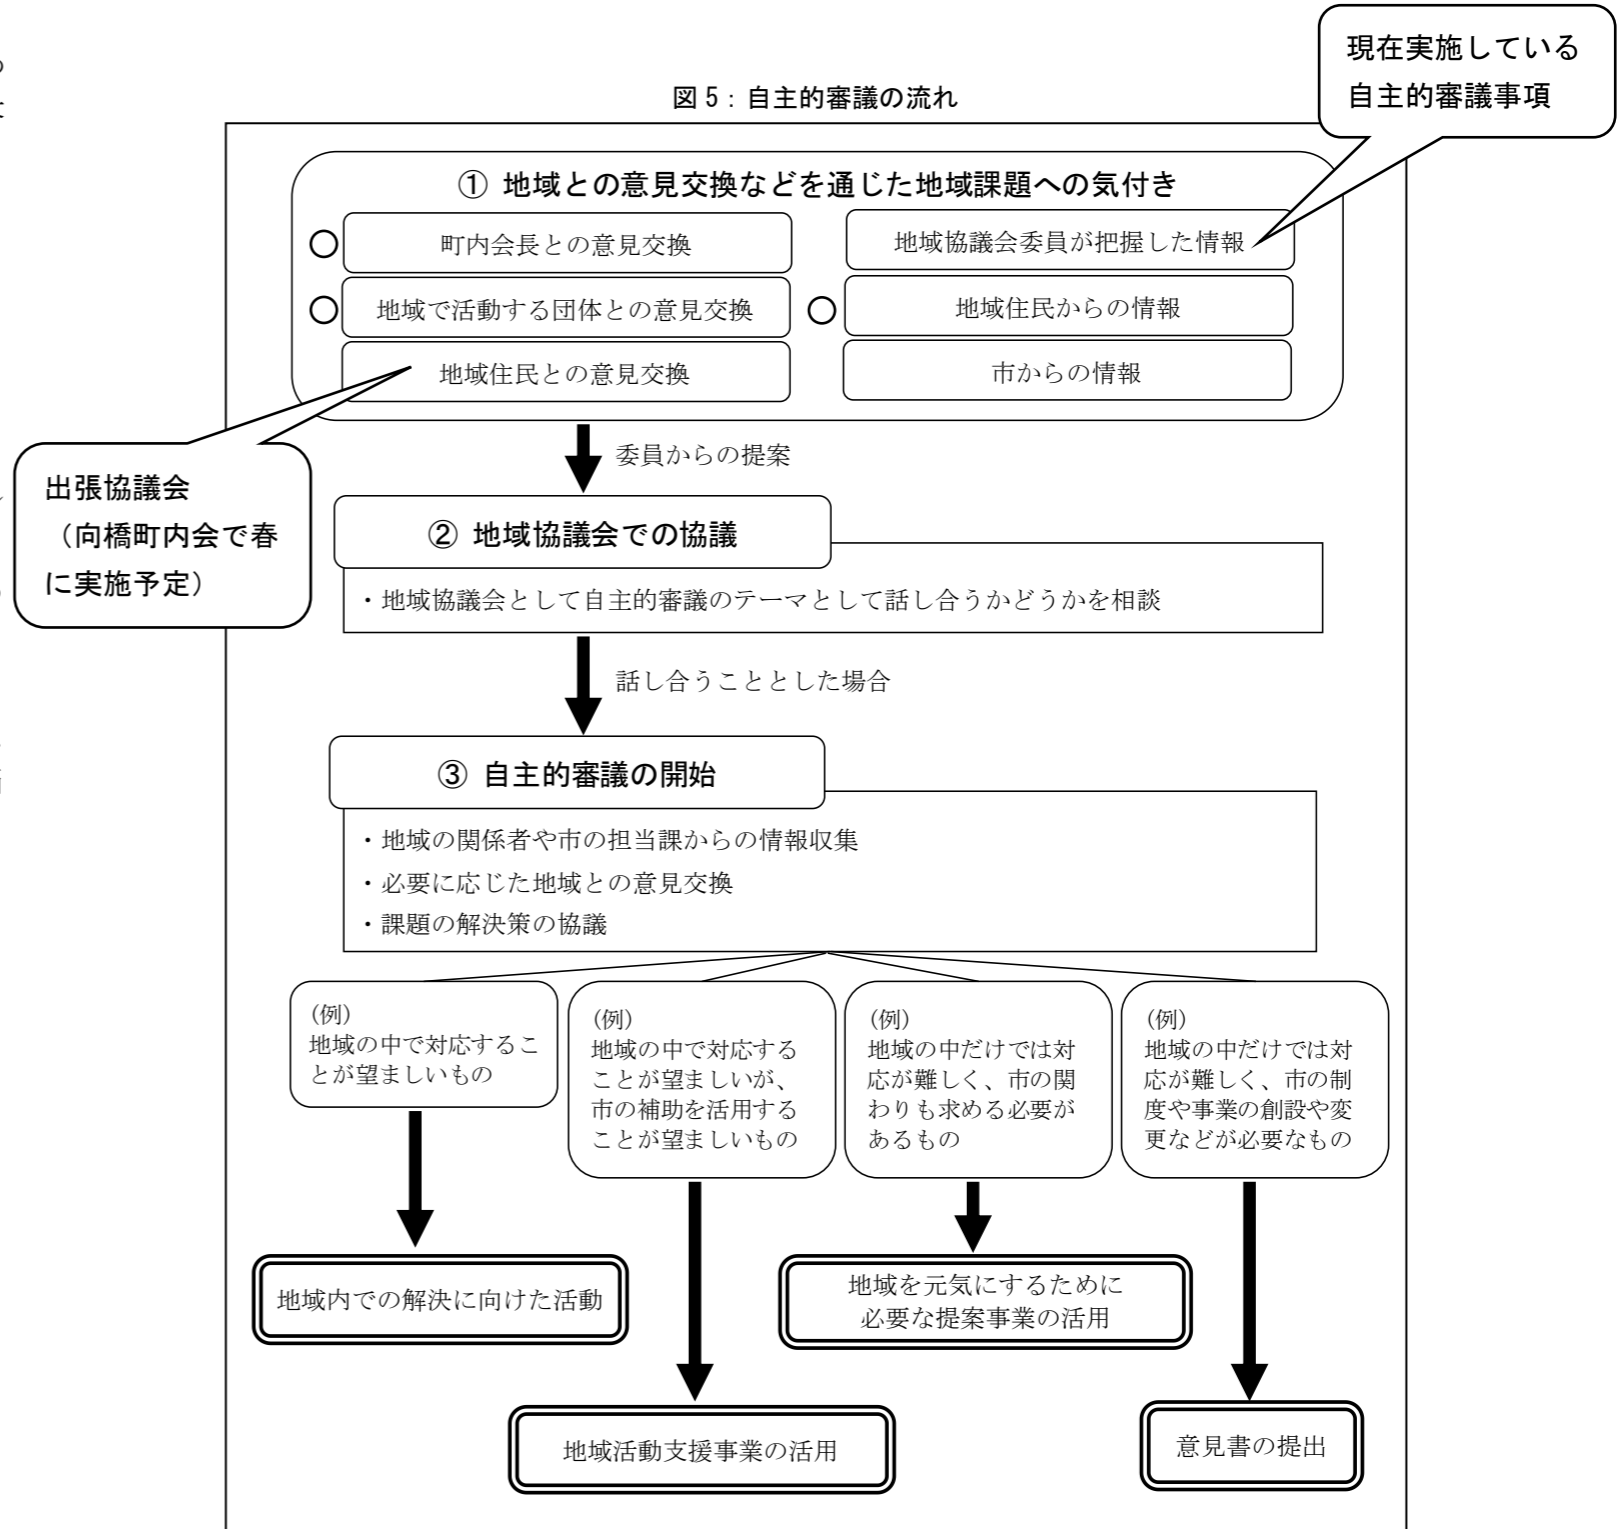 現在実施している
自主的審議事項
図5：自主的審議の流れ
① 地域との意見交換などを通じた地域課題への気付き
○ 町内会長との意見交換
地域協議会委員が把握した情報
○ 地域で活動する団体との意見交換
○ 地域住民からの情報
地域住民との意見交換
市からの情報
出張協議会
（向橋町内会で春
に実施予定）
委員からの提案
② 地域協議会での協議
・地域協議会として自主的審議のテーマとして話し合うかどうかを相談
話し合うこととした場合
③ 自主的審議の開始
・地域の関係者や市の担当課からの情報収集
・必要に応じた地域との意見交換
・課題の解決策の協議
(例)
地域の中で対応するこ
とが望ましいもの
(例)
地域の中で対応する
ことが望ましいが、
市の補助を活用する
ことが望ましいもの
(例)
地域の中だけでは対
応が難しく、市の関
わりも求める必要が
あるもの
(例)
地域の中だけでは対
応が難しく、市の制
度や事業の創設や変
更などが必要なもの
地域内での解決に向けた活動
地域を元気にするために
必要な提案事業の活用
地域活動支援事業の活用
意見書の提出